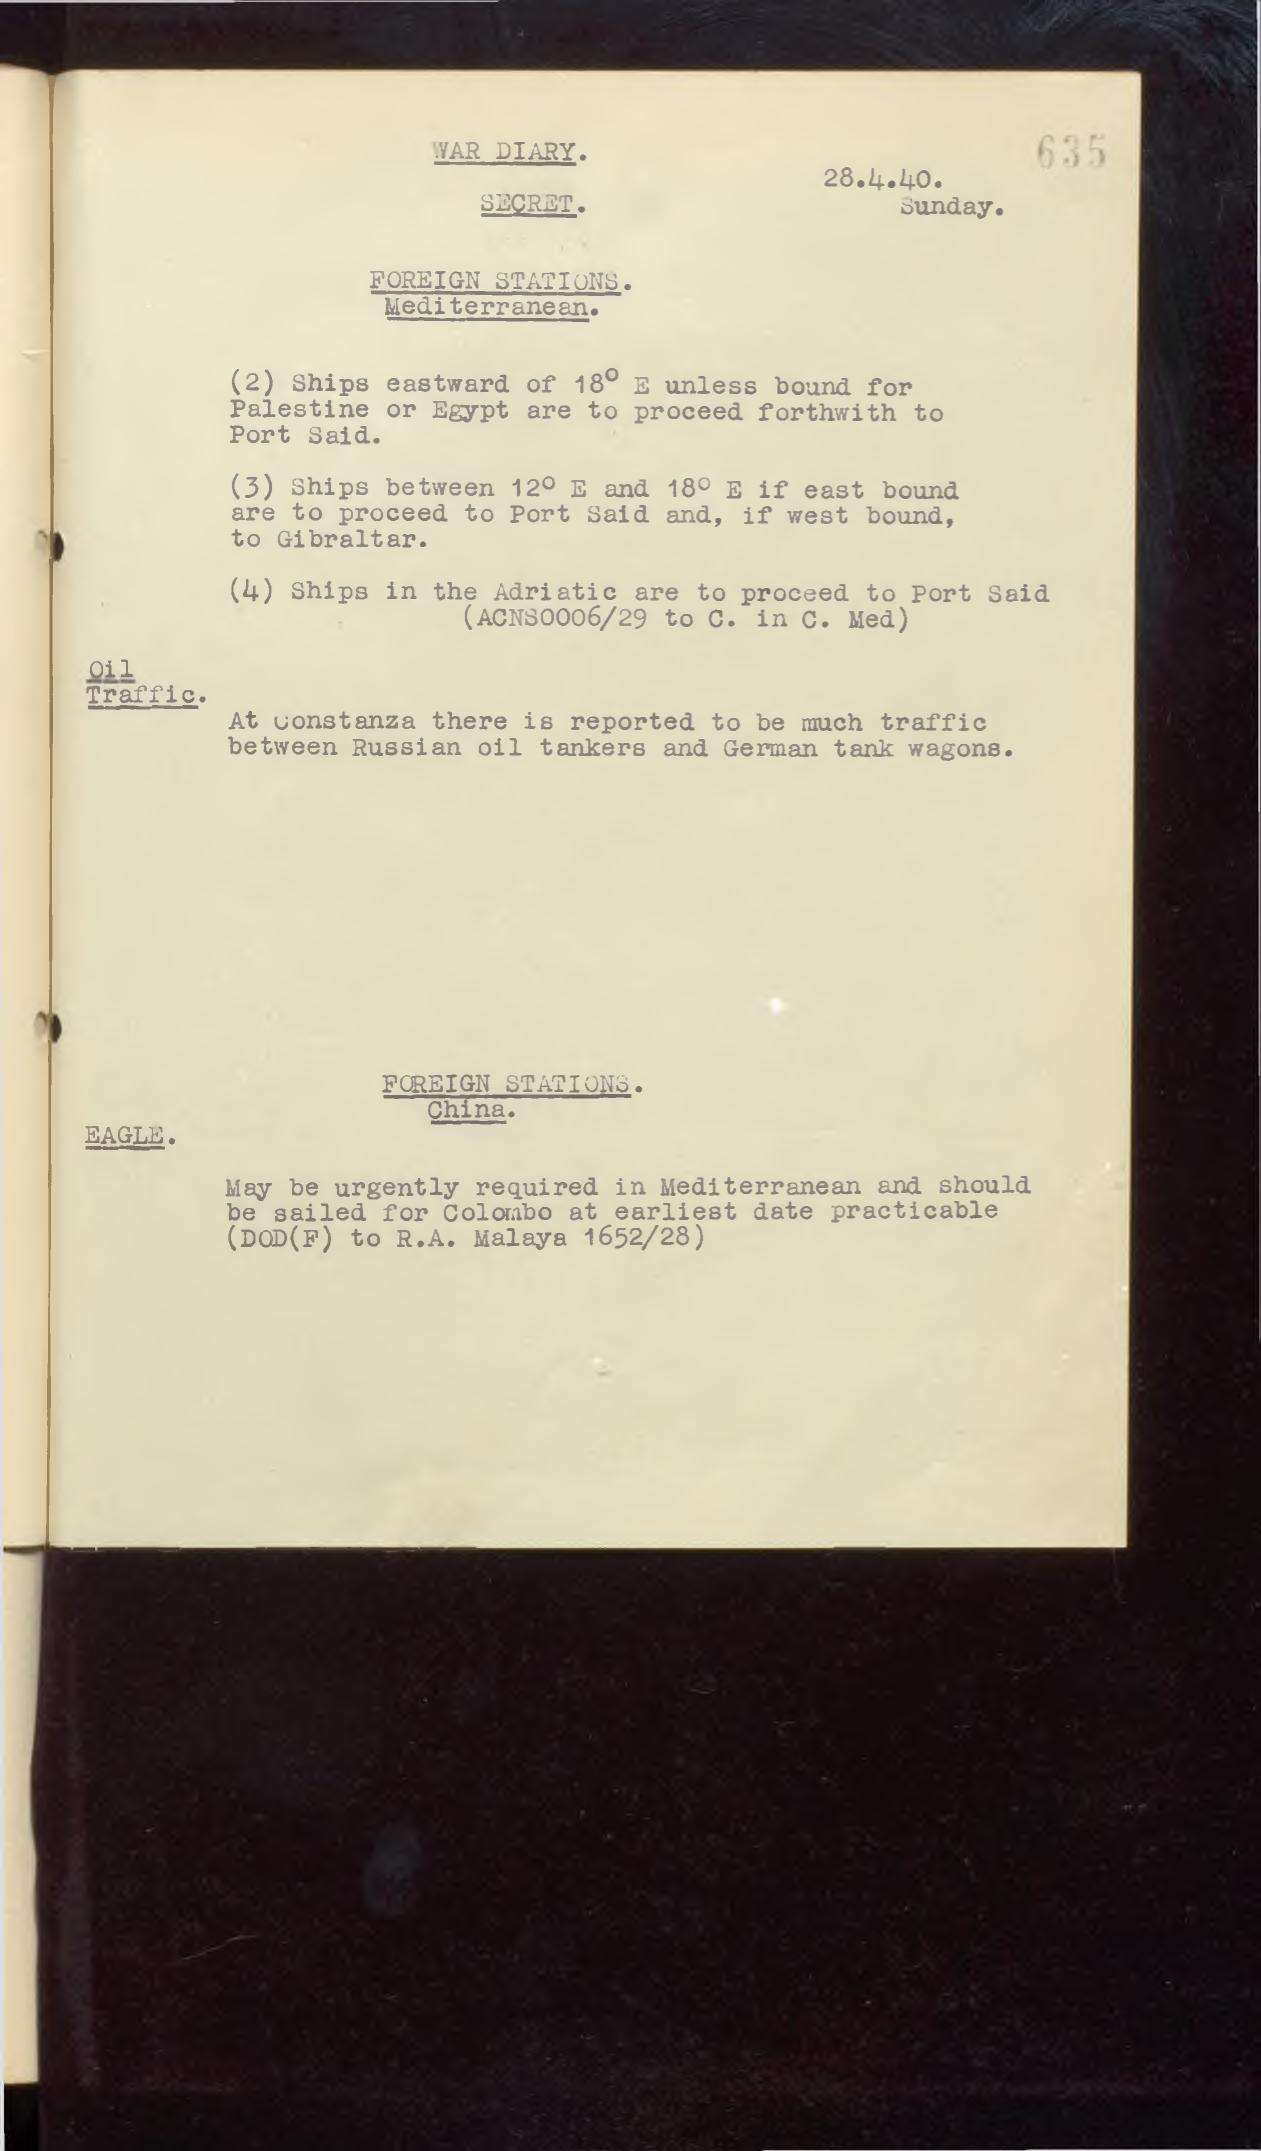 635
WAR DIARY.
28.4.40.
SECRET.
Sunday.
FOREIGN STATIONS.
Mediterranean.
(2) Ships eastward of 18° E unless bound for
Palestine or Egypt are to proceed forthwith to
Port Said.
(3) Ships between 12° E and 18° E if east bound
are to proceed to Port Said and, if west bound,
to Gibraltar.
(4) Ships in the Adriatic are to proceed to Port Said
(ACNS0006/29 to C. in C. Med)
Oil
Traffic.
At Constanza there is reported to be much traffic
between Russian oil tankers and German tank wagons.
FOREIGN STATIONS.
China.
EAGLE.
May be urgently required in Mediterranean and should
be sailed for Colombo at earliest date practicable
(DOD(F) to R.A. Malaya 1652/28)